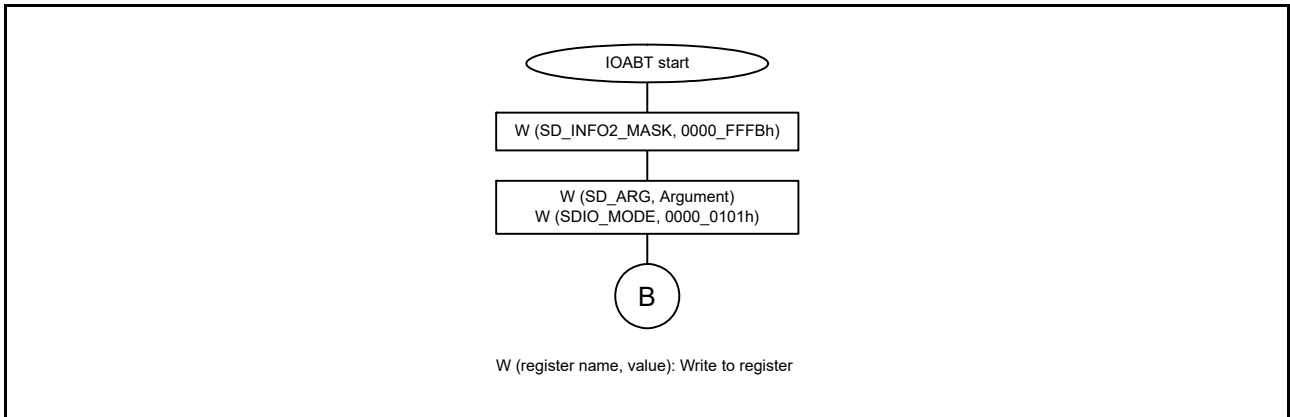 IOABT start
W (SD_INFO2_MASK, 0000_FFFBh)
W (SD_ARG, Argument)
W (SDIO_MODE, 0000_0101h)
B
W (register name, value): Write to register